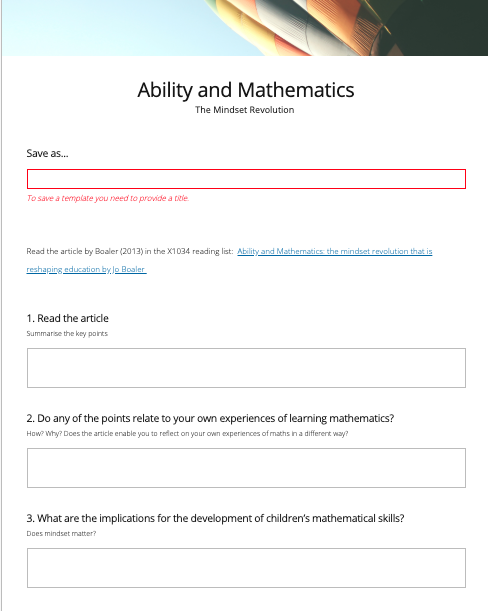 Ability and Mathematics
The Mindset Revolution
Save as...
To save a template you need to provide a title.
Read the article by Boaler (2013) in the X1034 reading list: Ability and Mathematics: the mindset revolution that is
reshaping education by Jo Boaler
1. Read the article
Summarise the key points
2. Do any of the points relate to your own experiences of learning mathematics?
How? Why? Does the article enable you to reflect on your own experiences of maths in a different way?
3. What are the implications for the development of children's mathematical skills?
Does mindset matter?